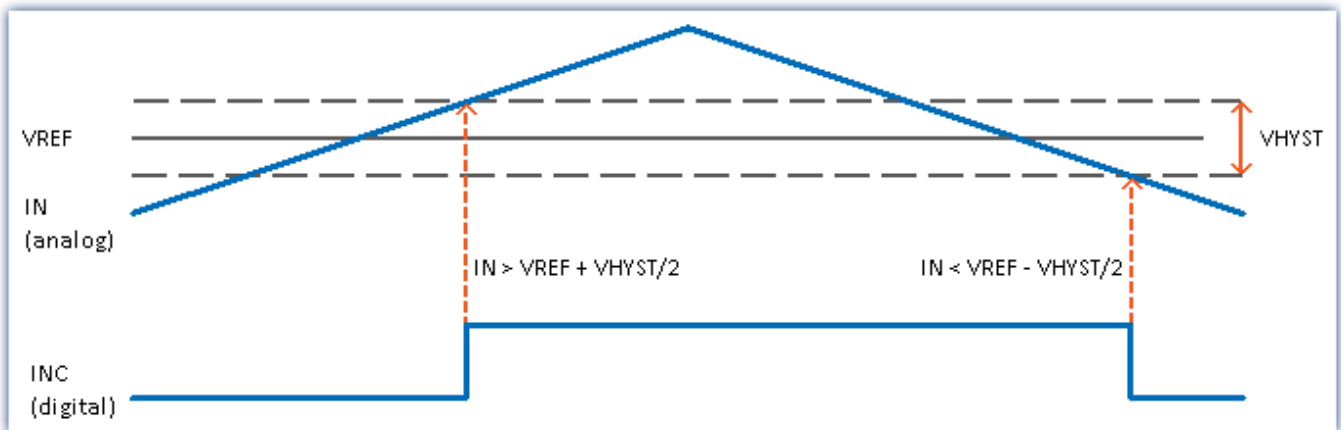 VREF
VHYST
IN
(analog)
IN > VREF + VHYST/2
IN < VREF - VHYST/2
INC
(digital)